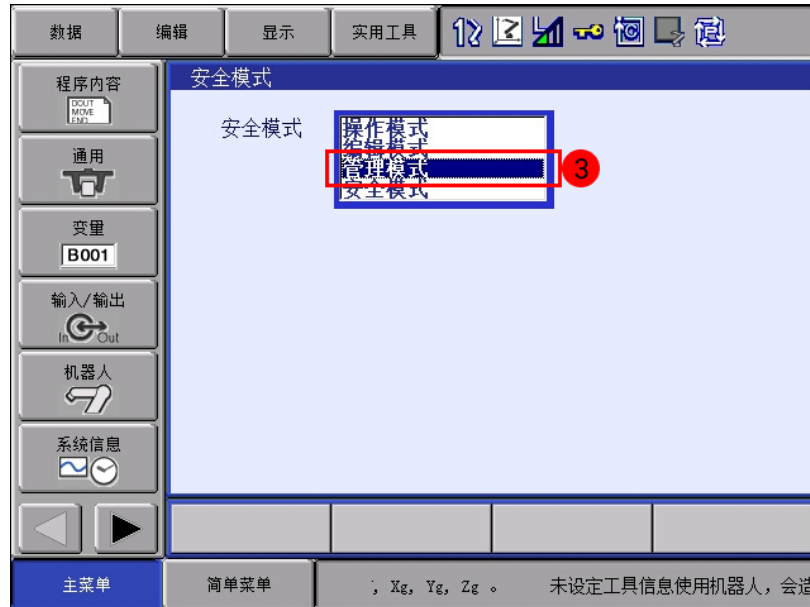 数据 编辑 显示 实用工具
程序内容
DOUT
MOVE
END
通用
变量
B001
输入/输出
In Out
机器人
系统信息
安全模式
安全模式
操作模式
编辑模式
管理模式
3
安全模式
主菜单 简单菜单 , Xg, Yg, Zg 。 未设定工具信息使用机器人，会造